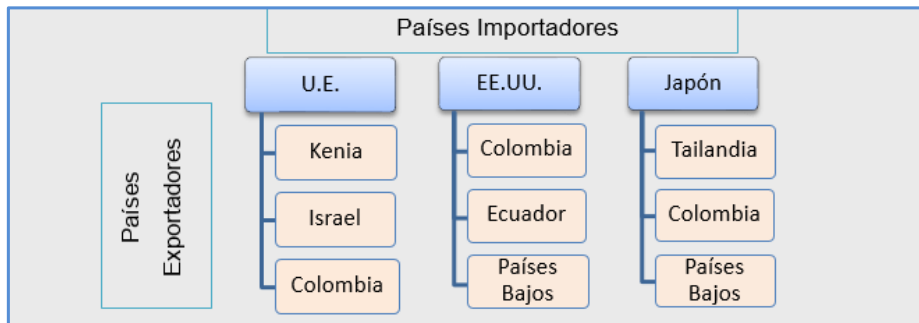 Países Importadores
U.E.
EE.UU.
Japón
Países
Exportadores
Kenia
Colombia
Tailandia
Israel
Ecuador
Colombia
Colombia
Países
Bajos
Países
Bajos